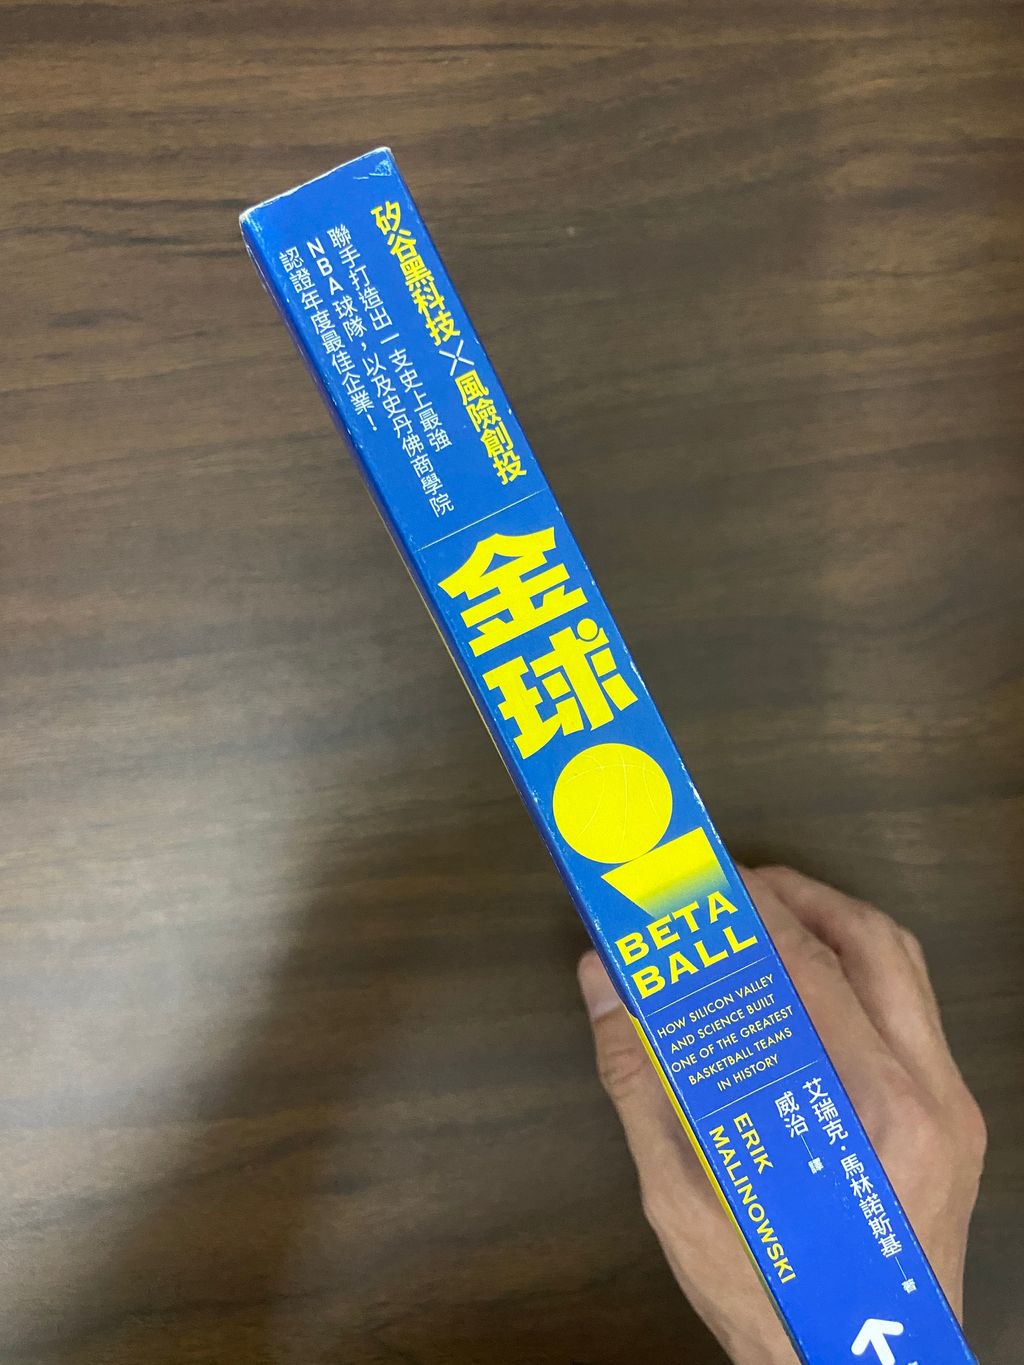 矽谷黑科技×風險創投
聯手打造出一支史上最強
NBA球隊，以及史丹佛商學院
認證年度最佳企業！
金球
BETA
BALL
HOW SILICON VALLEY
AND SCIENCE BUILT
ONE OF THE GREATEST
BASKETBALL TEAMS
IN HISTORY
艾瑞克．馬林諾斯基—著
威治—譯
ERIK
MALINOWSKI